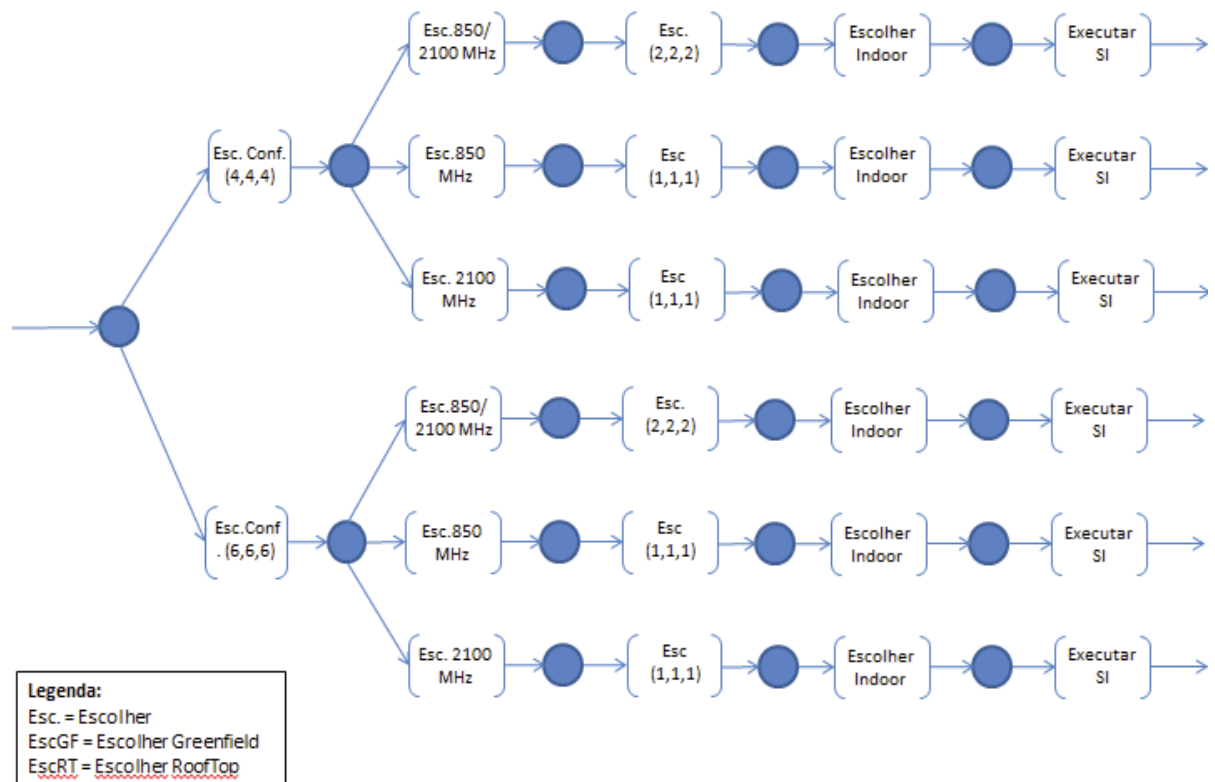 Esc.850/
2100 MHz
Esc.
(2,2,2)
Escolher
Indoor
Executar
SI
Esc. Conf.
(4,4,4)
Esc.850
MHz
Esc
(1,1,1)
Escolher
Indoor
Executar
SI
Esc. 2100
MHz
Esc
(1,1,1)
Escolher
Indoor
Executar
SI
Esc.850/
2100 MHz
Esc.
(2,2,2)
Escolher
Indoor
Executar
SI
Esc.Conf
. (6,6,6)
Esc.850
MHz
Esc
(1,1,1)
Escolher
Indoor
Executar
SI
Esc. 2100
MHz
Esc
(1,1,1)
Escolher
Indoor
Executar
SI
Legenda:
Esc. = Escolher
EscGF = Escolher Greenfield
EscRT = Escolher RoofTop